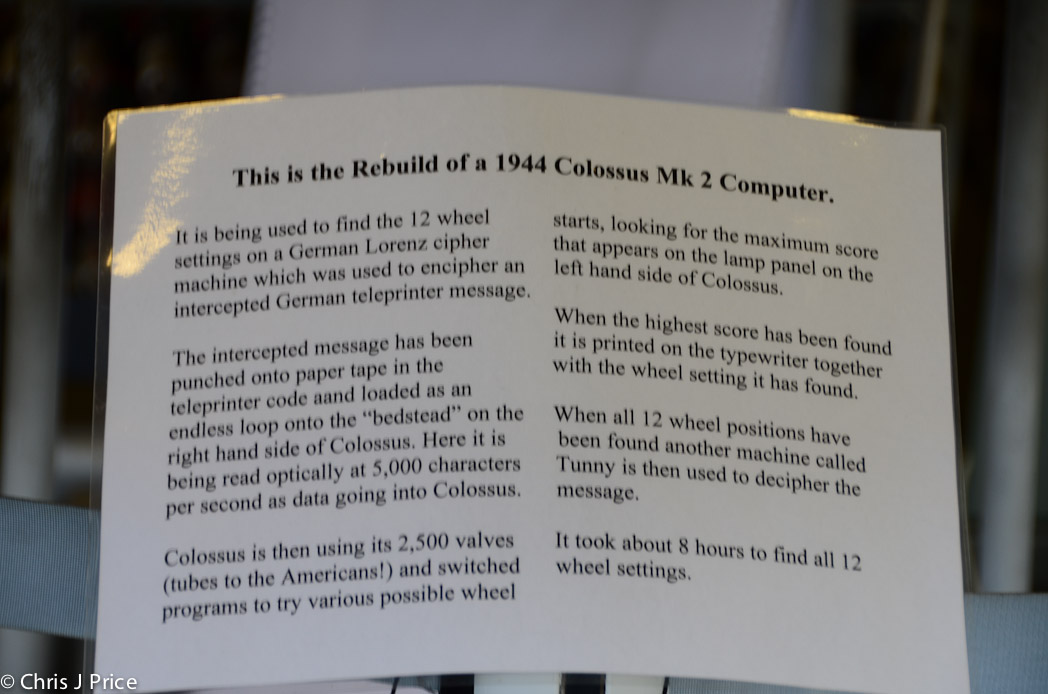 This is the Rebuild of a 1944 Colossus Mk 2 Computer.
It is being used to find the 12 wheel
settings on a German Lorenz cipher
machine which was used to encipher an
intercepted German teleprinter message.
The intercepted message has been
punched onto paper tape in the
teleprinter code aand loaded as an
endless loop onto the “bedstead” on the
right hand side of Colossus. Here it is
being read optically at 5,000 characters
per second as data going into Colossus.
Colossus is then using its 2,500 valves
(tubes to the Americans!) and switched
programs to try various possible wheel
starts, looking for the maximum score
that appears on the lamp panel on the
left hand side of Colossus.
When the highest score has been found
it is printed on the typewriter together
with the wheel setting it has found.
When all 12 wheel positions have
been found another machine called
Tunny is then used to decipher the
message.
It took about 8 hours to find all 12
wheel settings.
© Chris J Price